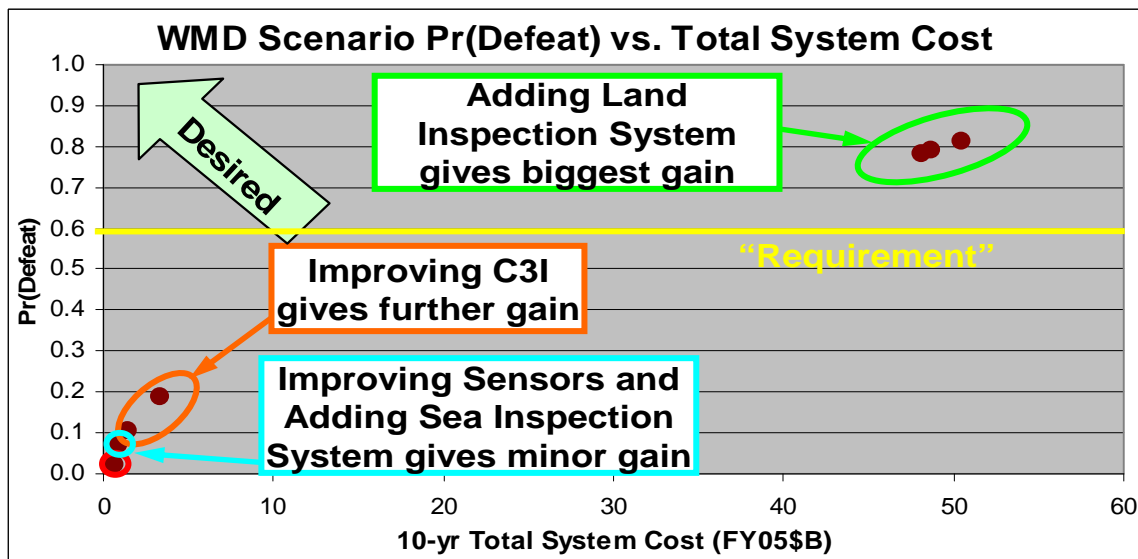 WMD Scenario Pr(Defeat) vs. Total System Cost
1.0
0.9
0.8
0.7
0.6
0.5
0.4
0.3
0.2
0.1
0.0
Pr(Defeat)
Desired
Adding Land
Inspection System
gives biggest gain
“Requirement”
Improving C3I
gives further gain
Improving Sensors and
Adding Sea Inspection
System gives minor gain
0 10 20 30 40 50 60
10-yr Total System Cost (FY05$B)